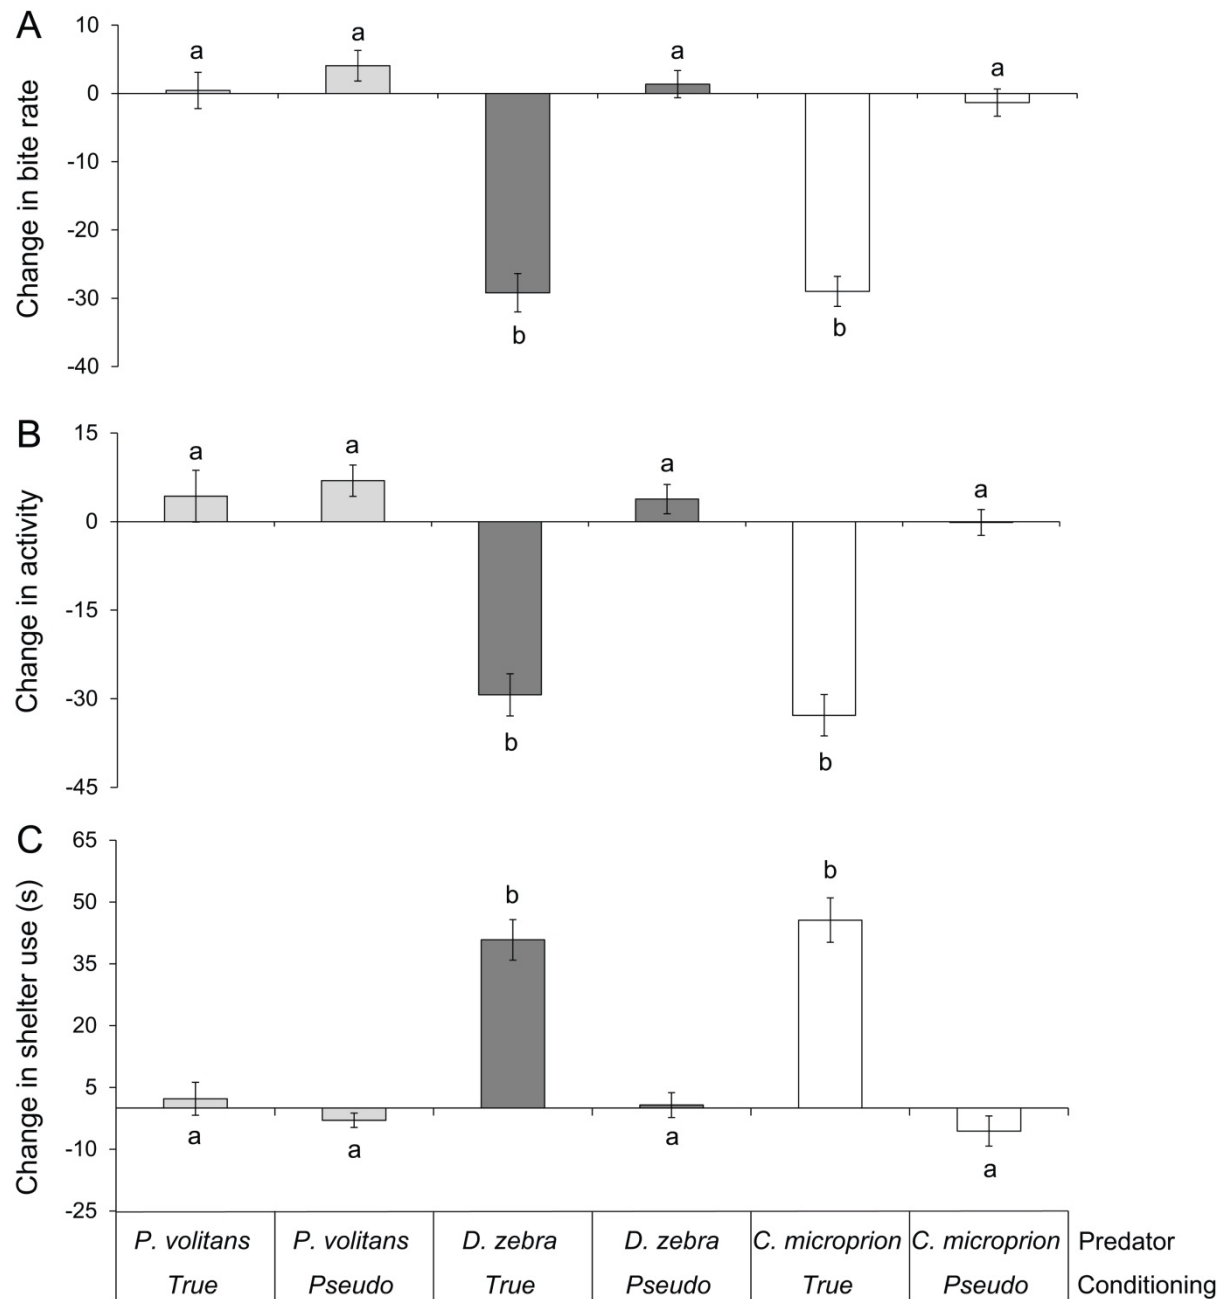 A
Change in bite rate
10
0
-10
-20
-30
-40
a
a
b
a
b
a
B
Change in activity
15
0
-15
-30
-45
a
a
b
a
b
a
C
Change in shelter use (s)
65
50
35
20
5
-10
-25
a
a
b
a
b
a
P. volitans P. volitans D. zebra D. zebra C. microprion C. microprion Predator
True Pseudo True Pseudo True Pseudo Conditioning